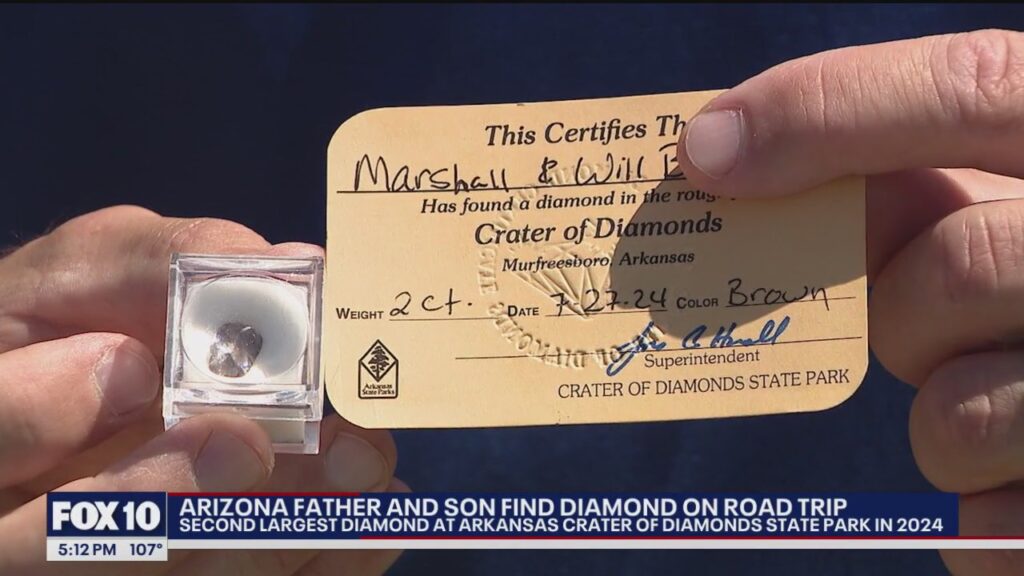 This Certifies Th
Marshall & Will B
Has found a diamond in the roug
Crater of Diamonds
Murfreesboro, Arkansas
WEIGHT 2 ct. DATE 7-27-24 COLOR Brown
Superintendent
CRATER OF DIAMONDS STATE PARK
Arkansas
State Parks
FOX 10
ARIZONA FATHER AND SON FIND DIAMOND ON ROAD TRIP
SECOND LARGEST DIAMOND AT ARKANSAS CRATER OF DIAMONDS STATE PARK IN 2024
5:12 PM 107°